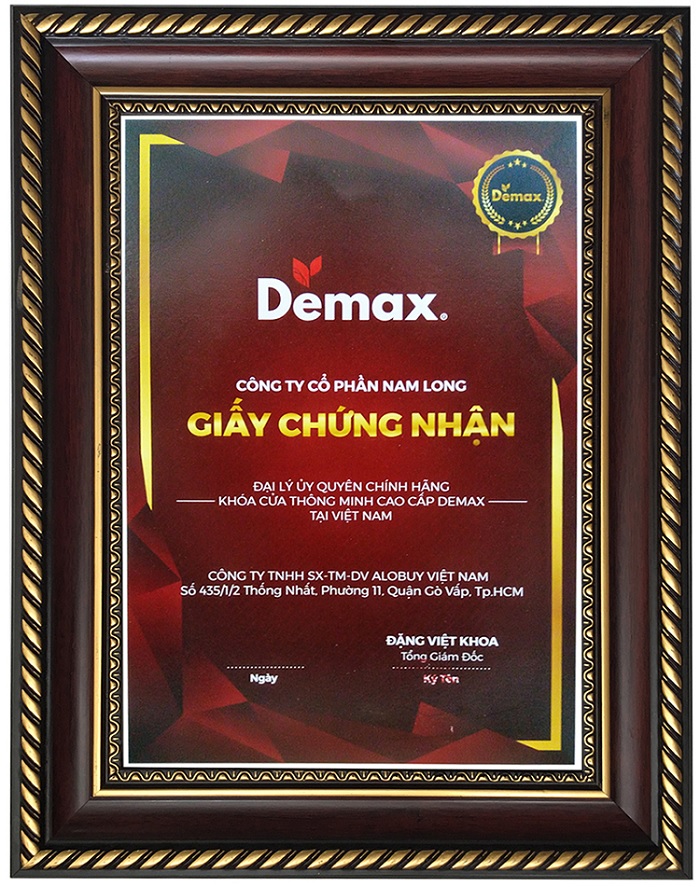 Demax
Demax®
CÔNG TY CỔ PHẦN NAM LONG
GIẤY CHỨNG NHẬN
ĐẠI LÝ ỦY QUYỀN CHÍNH HÃNG
KHÓA CỬA THÔNG MINH CAO CẤP DEMAX
TẠI VIỆT NAM
CÔNG TY TNHH SX-TM-DV ALOBUY VIỆT NAM
Số 435/1/2 Thống Nhất, Phường 11, Quận Gò Vấp, Tp.HCM
ĐẶNG VIỆT KHOA
Tổng Giám Đốc
Ngày
Ký Tên